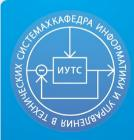 КАФЕДРА ИНФОРМАТИКИ И УПРАВЛЕНИЯ В ТЕХНИЧЕСКИХ СИСТЕМАХ
ИУТС